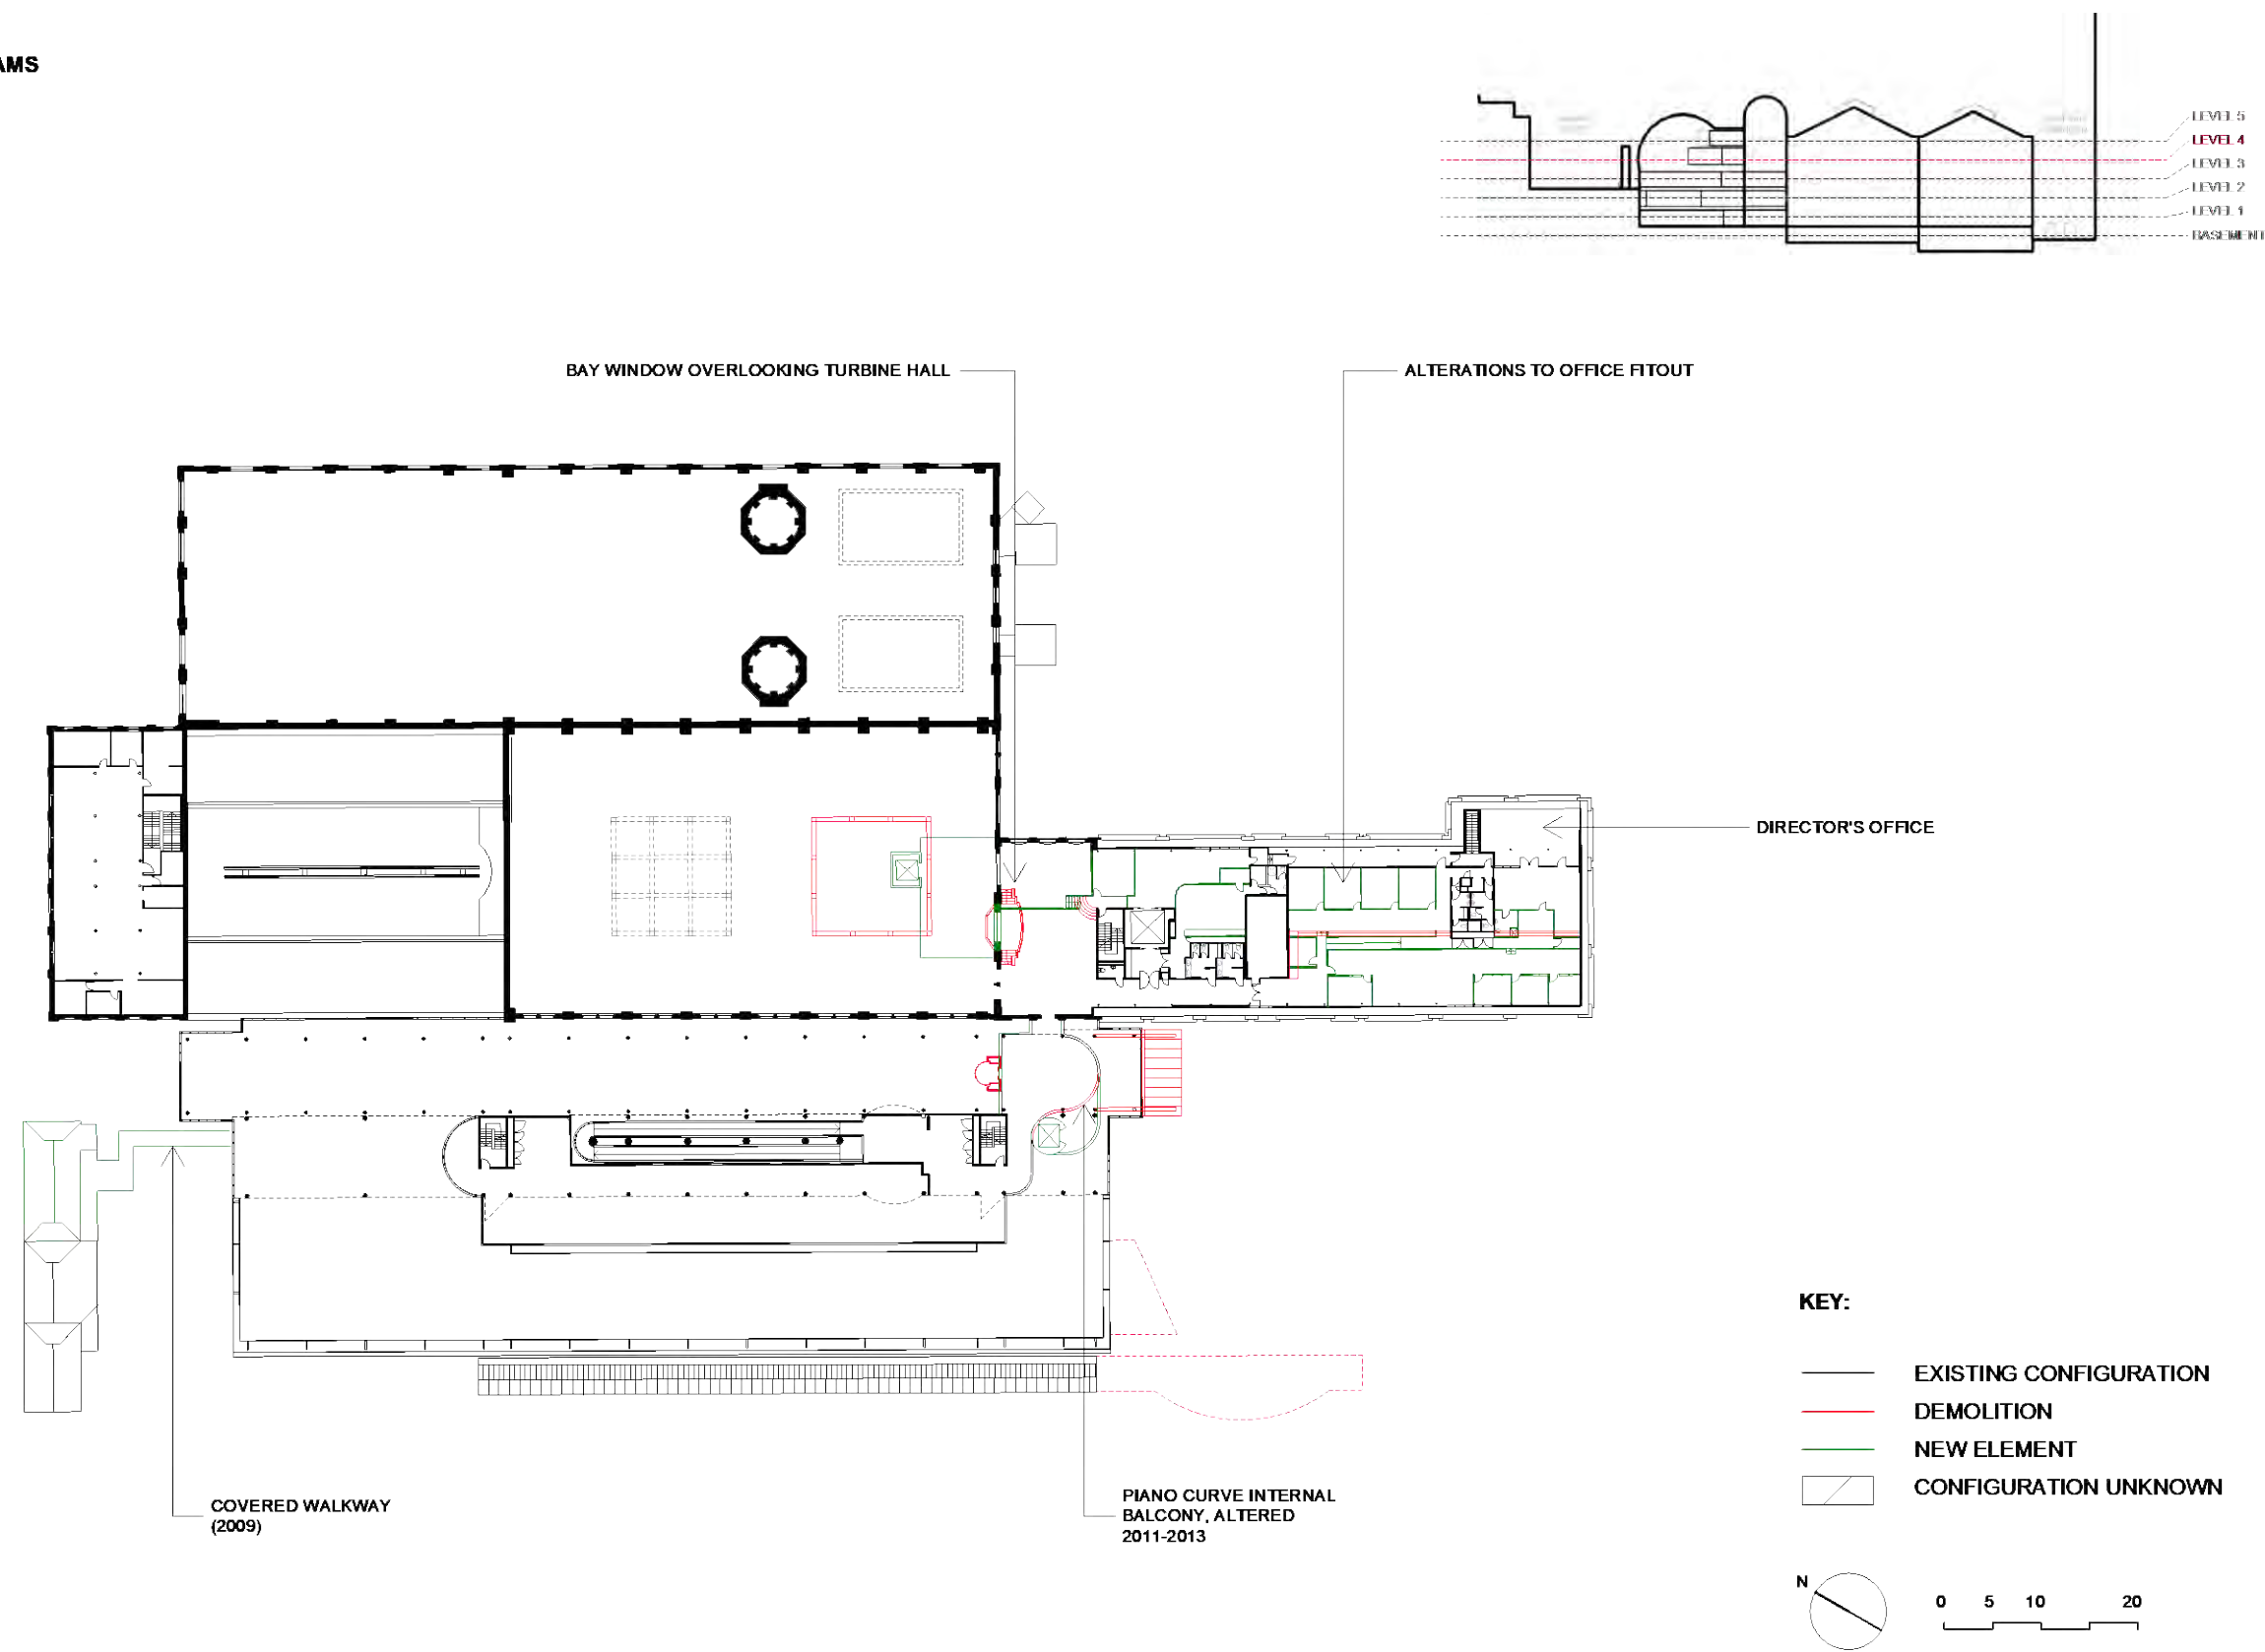 AMS
LEVEL 5
LEVEL 4
LEVEL 3
LEVEL 2
LEVEL 1
BASEMENT
BAY WINDOW OVERLOOKING TURBINE HALL
ALTERATIONS TO OFFICE FITOUT
DIRECTOR'S OFFICE
COVERED WALKWAY
(2009)
PIANO CURVE INTERNAL
BALCONY, ALTERED
2011-2013
KEY:
EXISTING CONFIGURATION
DEMOLITION
NEW ELEMENT
CONFIGURATION UNKNOWN
N
0 5 10 20